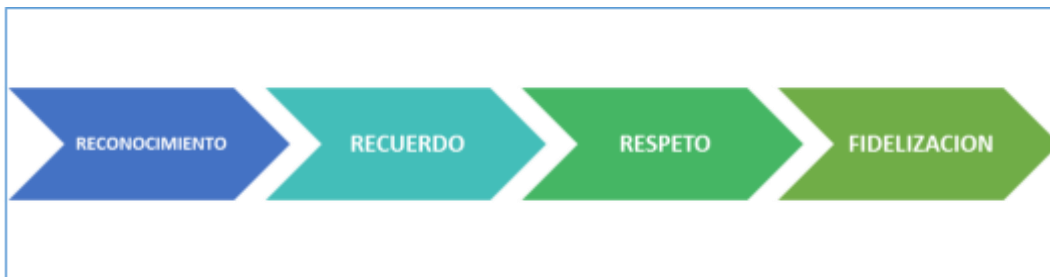 RECONOCIMIENTO
RECUERDO
RESPETO
FIDELIZACION